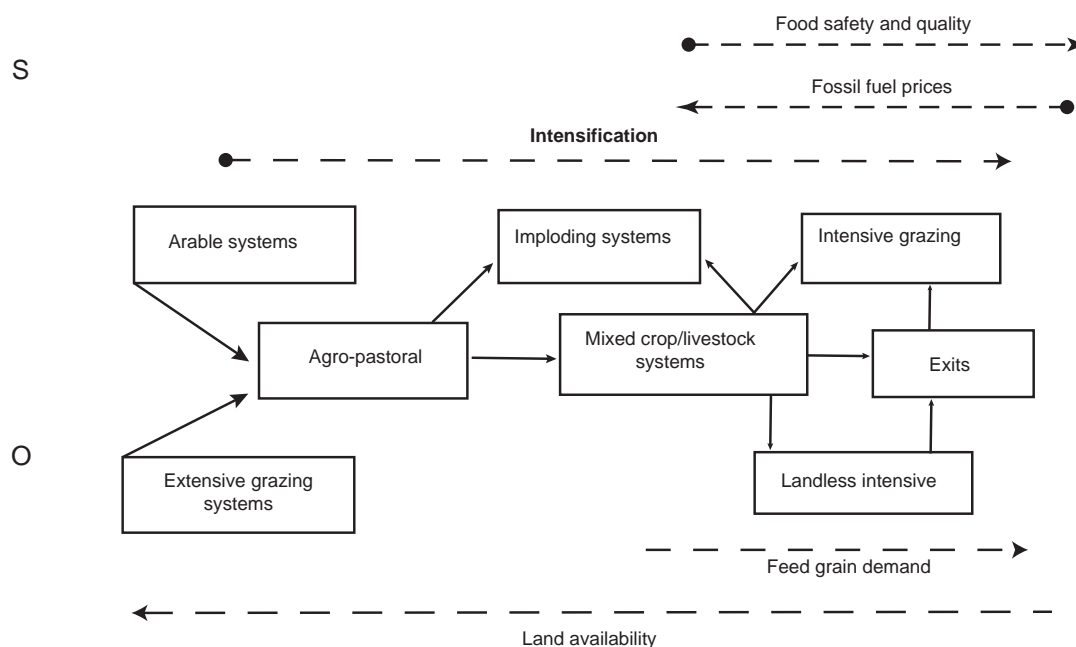 Food safety and quality
S
Fossil fuel prices
Intensification
Arable systems
Imploding systems
Intensive grazing
Agro-pastoral
Mixed crop/livestock
systems
Exits
O
Extensive grazing
systems
Landless intensive
Feed grain demand
Land availability